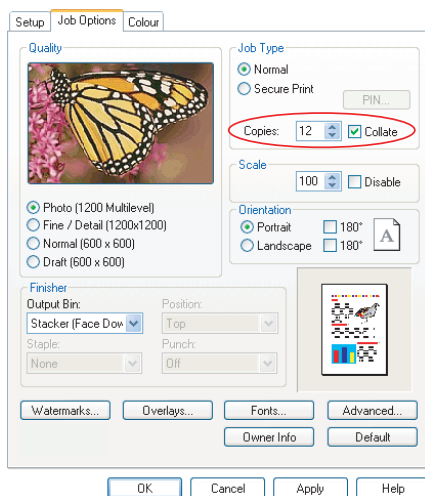 Setup Job Options Colour
Quality
Photo (1200 Multilevel)
Fine / Detail (1200x1200)
Normal (600 x 600)
Draft (600 x 600)
Job Type
Normal
Secure Print
PIN...
Copies: 12 Collate
Scale
100 Disable
Orientation
Portrait 180°
Landscape 180°
A
Finisher
Output Bin: Position:
Stacker (Face Dow Top
Staple: Punch:
None Off
Watermarks... Overlays... Fonts... Advanced...
Owner Info Default
OK Cancel Apply Help